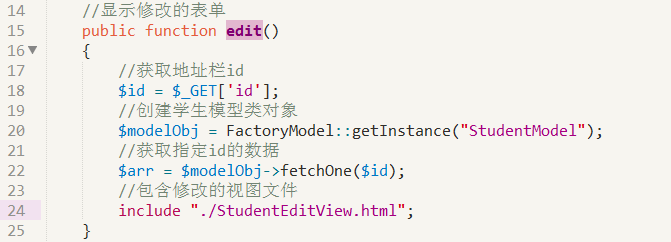 14 //显示修改的表单
15 public function edit()
16 {
17 //获取地址栏id
18 $id = $_GET['id'];
19 //创建学生模型类对象
20 $modelObj = FactoryModel::getInstance("StudentModel");
21 //获取指定id的数据
22 $arr = $modelObj->fetchOne($id);
23 //包含修改的视图文件
24 include "./StudentEditView.html";
25 }